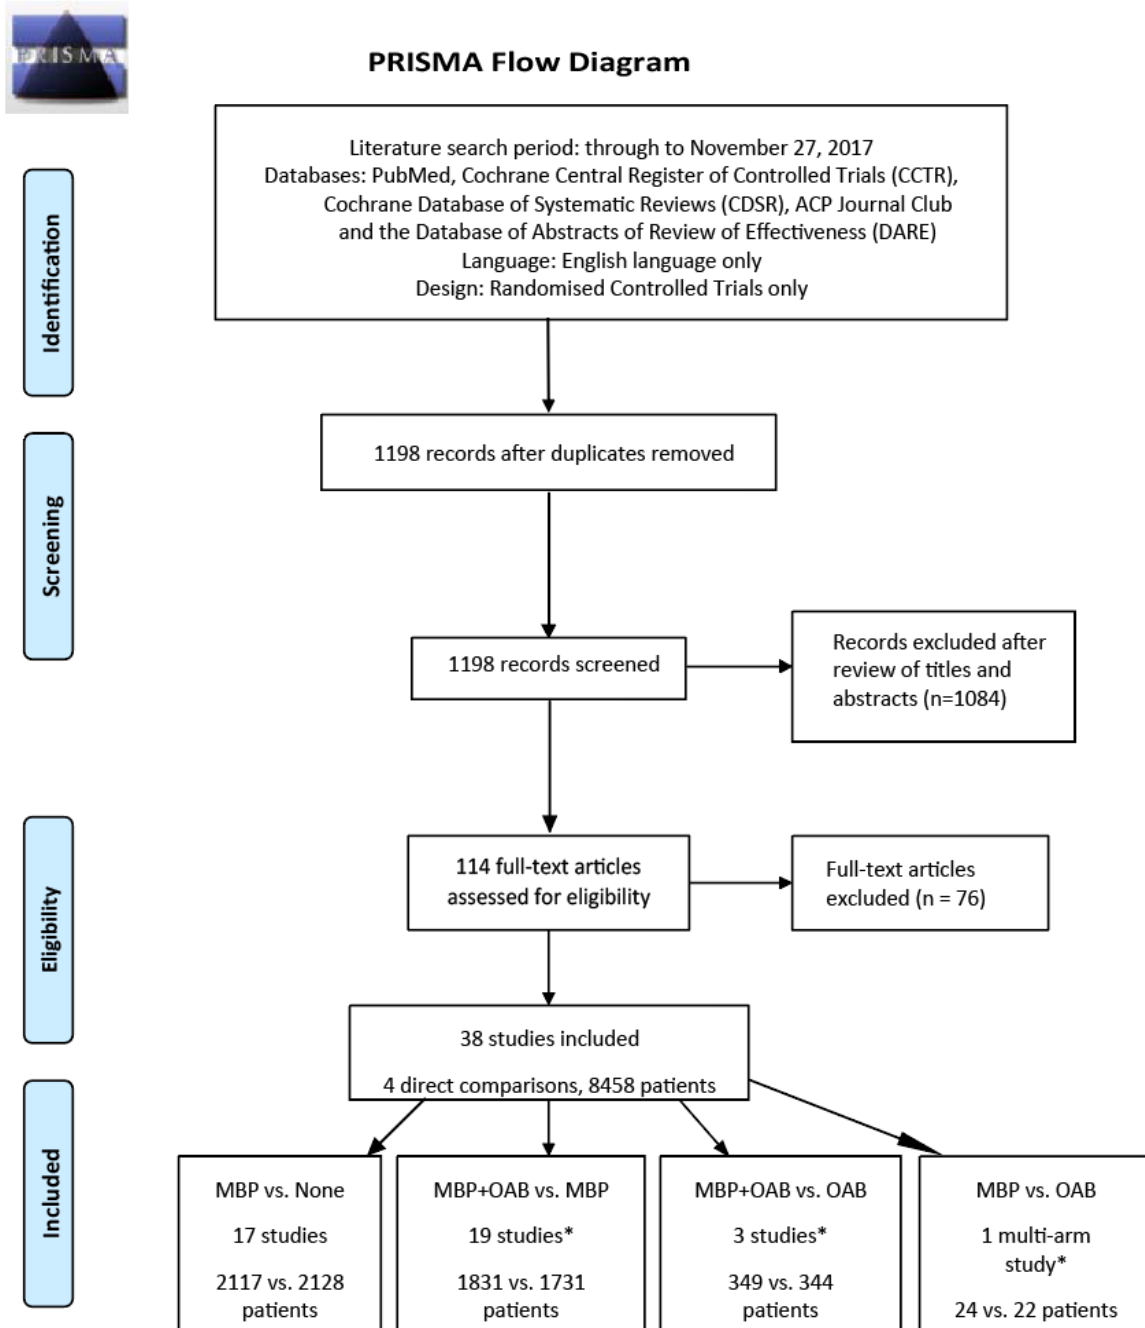 PRISMA
PRISMA Flow Diagram
Identification
Literature search period: through to November 27, 2017
Databases: PubMed, Cochrane Central Register of Controlled Trials (CCTR),
Cochrane Database of Systematic Reviews (CDSR), ACP Journal Club
and the Database of Abstracts of Review of Effectiveness (DARE)
Language: English language only
Design: Randomised Controlled Trials only
Screening
1198 records after duplicates removed
1198 records screened
Records excluded after
review of titles and
abstracts (n=1084)
Eligibility
114 full-text articles
assessed for eligibility
Full-text articles
excluded (n = 76)
38 studies included
4 direct comparisons, 8458 patients
Included
MBP vs. None
17 studies
2117 vs. 2128
patients
MBP+OAB vs. MBP
19 studies*
1831 vs. 1731
patients
MBP+OAB vs. OAB
3 studies*
349 vs. 344
patients
MBP vs. OAB
1 multi-arm
study*
24 vs. 22 patients